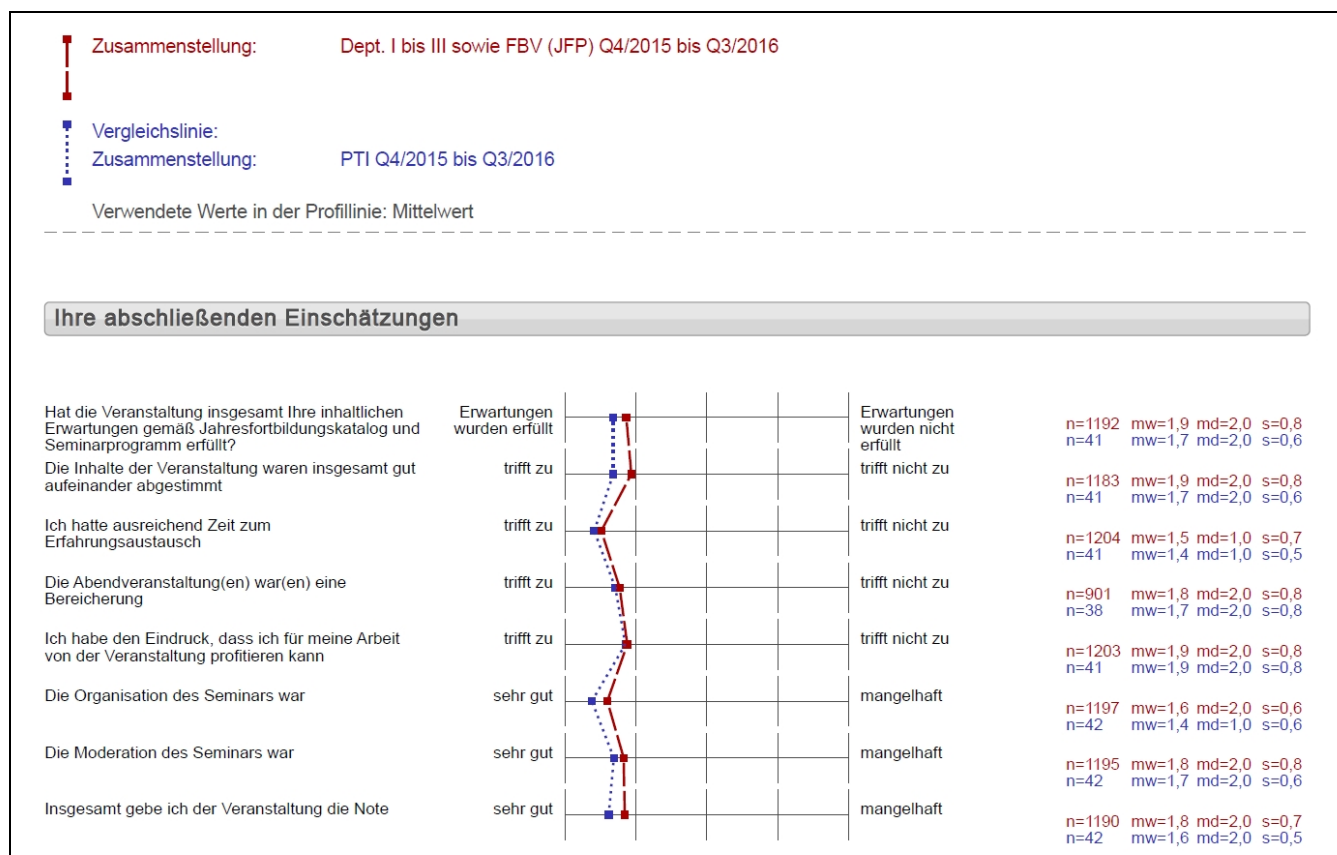 Zusammenstellung: Dept. I bis III sowie FBV (JFP) Q4/2015 bis Q3/2016
Vergleichslinie:
Zusammenstellung: PTI Q4/2015 bis Q3/2016
Verwendete Werte in der Profillinie: Mittelwert
Ihre abschließenden Einschätzungen
Hat die Veranstaltung insgesamt Ihre inhaltlichen
Erwartungen gemäß Jahresfortbildungskatalog und
Seminarprogramm erfüllt?
Erwartungen
wurden erfüllt
Erwartungen
wurden nicht
erfüllt
n=1192 mw=1,9 md=2,0 s=0,8
n=41 mw=1,7 md=2,0 s=0,6
Die Inhalte der Veranstaltung waren insgesamt gut
aufeinander abgestimmt
trifft zu
trifft nicht zu
n=1183 mw=1,9 md=2,0 s=0,8
n=41 mw=1,7 md=2,0 s=0,6
Ich hatte ausreichend Zeit zum
Erfahrungsaustausch
trifft zu
trifft nicht zu
n=1204 mw=1,5 md=1,0 s=0,7
n=41 mw=1,4 md=1,0 s=0,5
Die Abendveranstaltung(en) war(en) eine
Bereicherung
trifft zu
trifft nicht zu
n=901 mw=1,8 md=2,0 s=0,8
n=38 mw=1,7 md=2,0 s=0,8
Ich habe den Eindruck, dass ich für meine Arbeit
von der Veranstaltung profitieren kann
trifft zu
trifft nicht zu
n=1203 mw=1,9 md=2,0 s=0,8
n=41 mw=1,9 md=2,0 s=0,8
Die Organisation des Seminars war
sehr gut
mangelhaft
n=1197 mw=1,6 md=2,0 s=0,6
n=42 mw=1,4 md=1,0 s=0,6
Die Moderation des Seminars war
sehr gut
mangelhaft
n=1195 mw=1,8 md=2,0 s=0,8
n=42 mw=1,7 md=2,0 s=0,6
Insgesamt gebe ich der Veranstaltung die Note
sehr gut
mangelhaft
n=1190 mw=1,8 md=2,0 s=0,7
n=42 mw=1,6 md=2,0 s=0,5